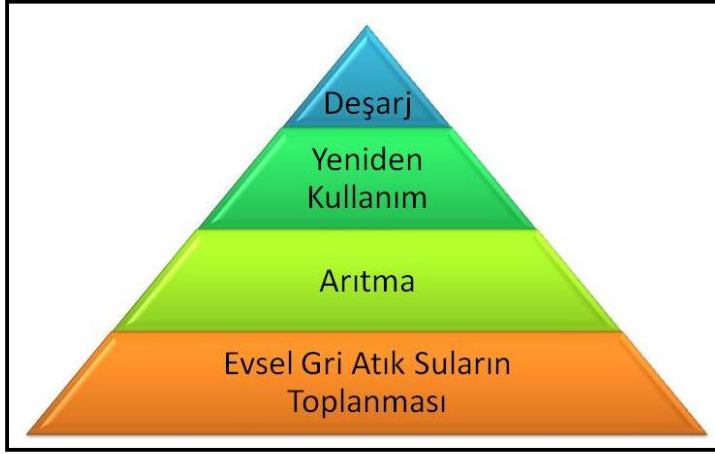 Deşarj
Yeniden
Kullanım
Arıtma
Evsel Gri Atık Suların
Toplanması